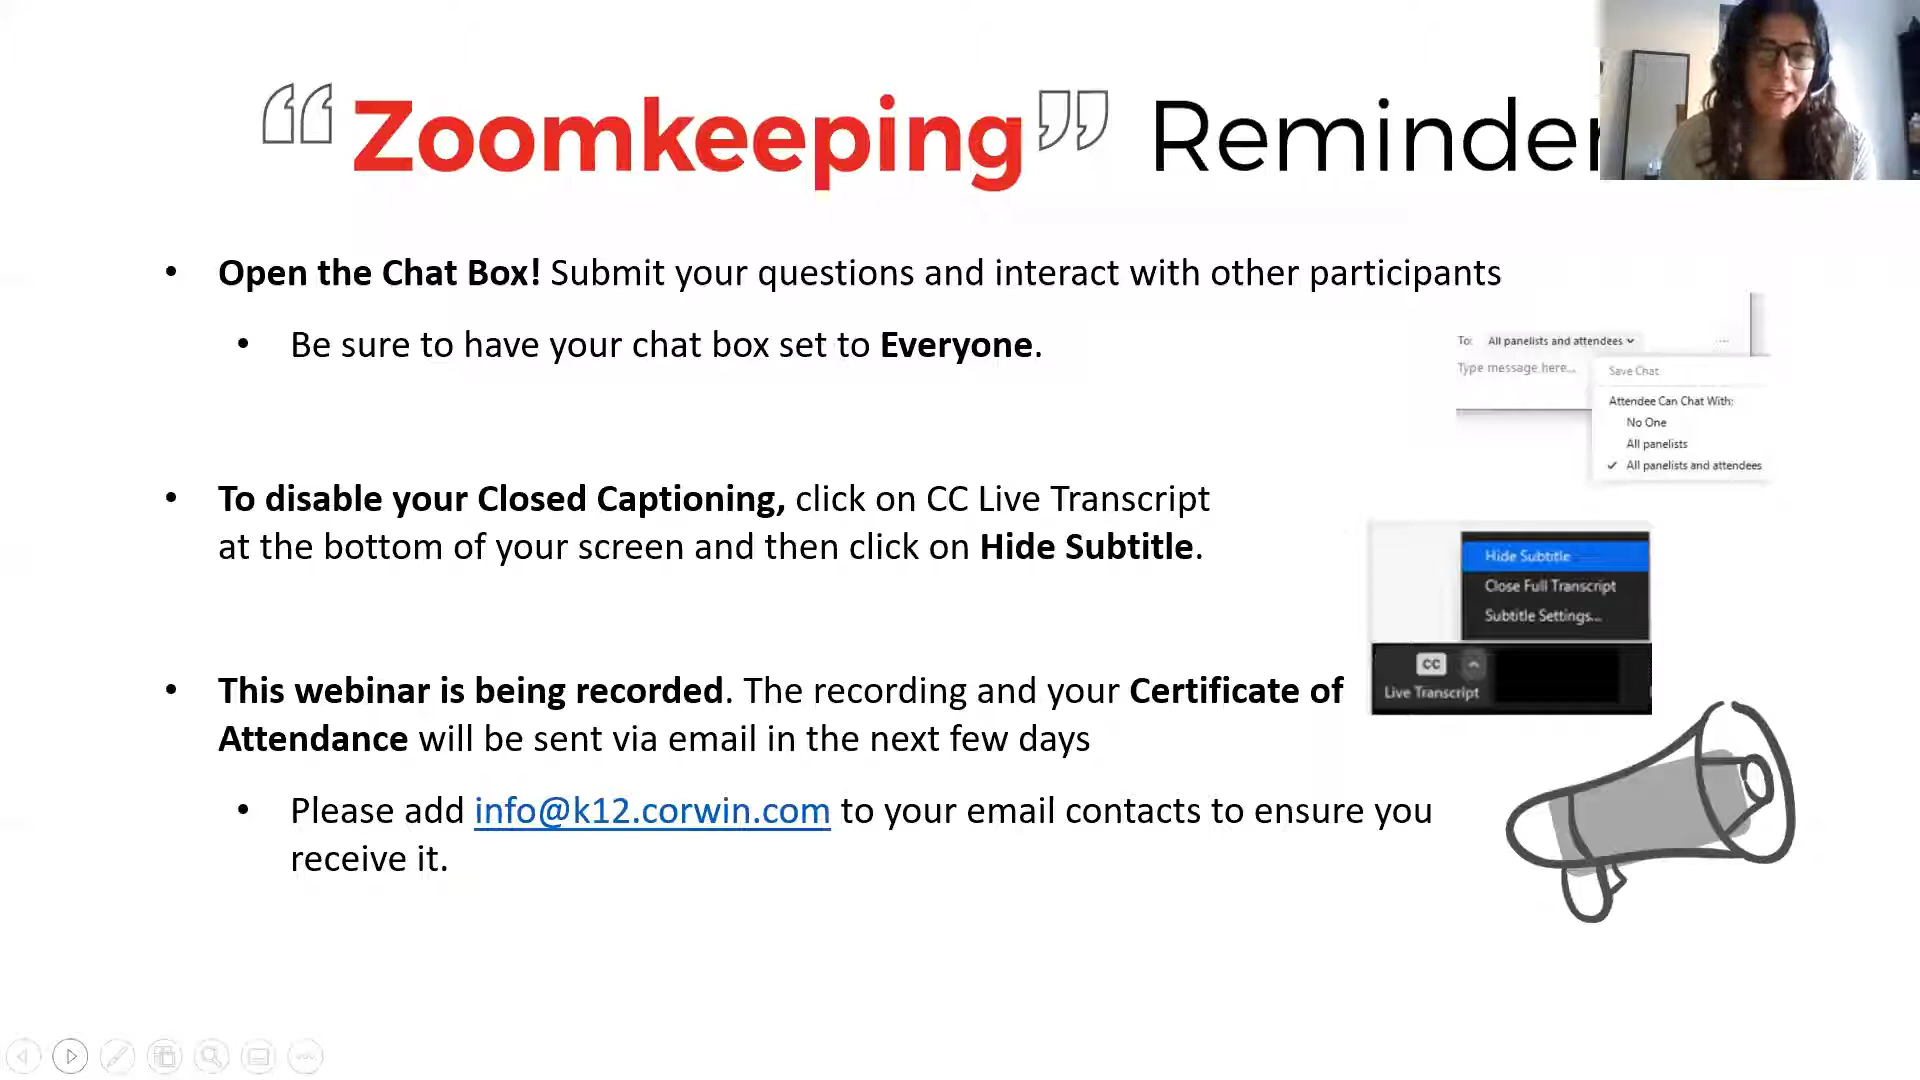 “Zoomkeeping” Reminder
• Open the Chat Box! Submit your questions and interact with other participants
• Be sure to have your chat box set to Everyone.
To: All panelists and attendees
Type message here...
Save Chat
Attendee Can Chat With:
No One
All panelists
✓ All panelists and attendees
• To disable your Closed Captioning, click on CC Live Transcript
at the bottom of your screen and then click on Hide Subtitle.
Hide Subtitle
Close Full Transcript
Subtitle Settings...
CC
Live Transcript
• This webinar is being recorded. The recording and your Certificate of
Attendance will be sent via email in the next few days
• Please add info@k12.corwin.com to your email contacts to ensure you
receive it.